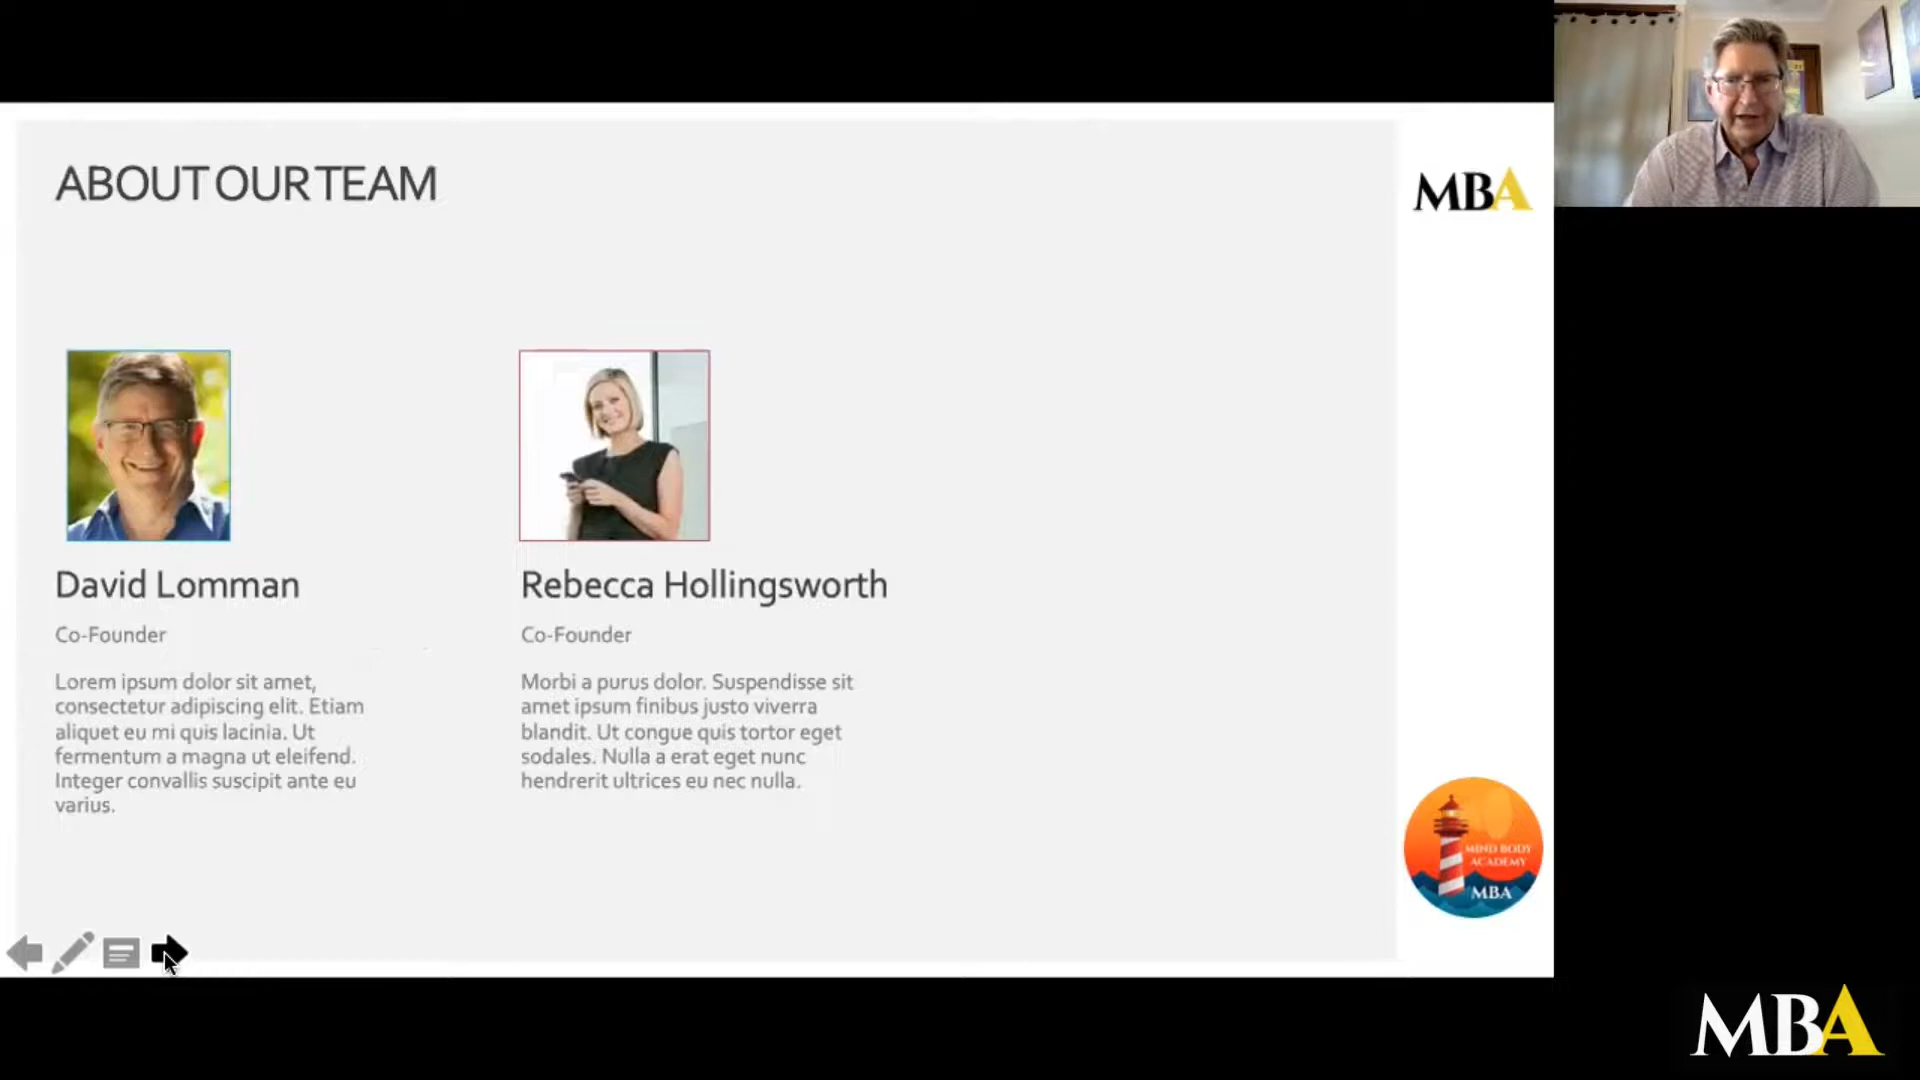 ABOUT OUR TEAM
MBA
David Lomman
Co-Founder
Lorem ipsum dolor sit amet,
consectetur adipiscing elit. Etiam
aliquet eu mi quis lacinia. Ut
fermentum a magna ut eleifend.
Integer convallis suscipit ante eu
varius.
Rebecca Hollingsworth
Co-Founder
Morbi a purus dolor. Suspendisse sit
amet ipsum finibus justo viverra
blandit. Ut congue quis tortor eget
sodales. Nulla a erat eget nunc
hendrerit ultrices eu nec nulla.
MIND BODY
ACADEMY
MBA
MBA